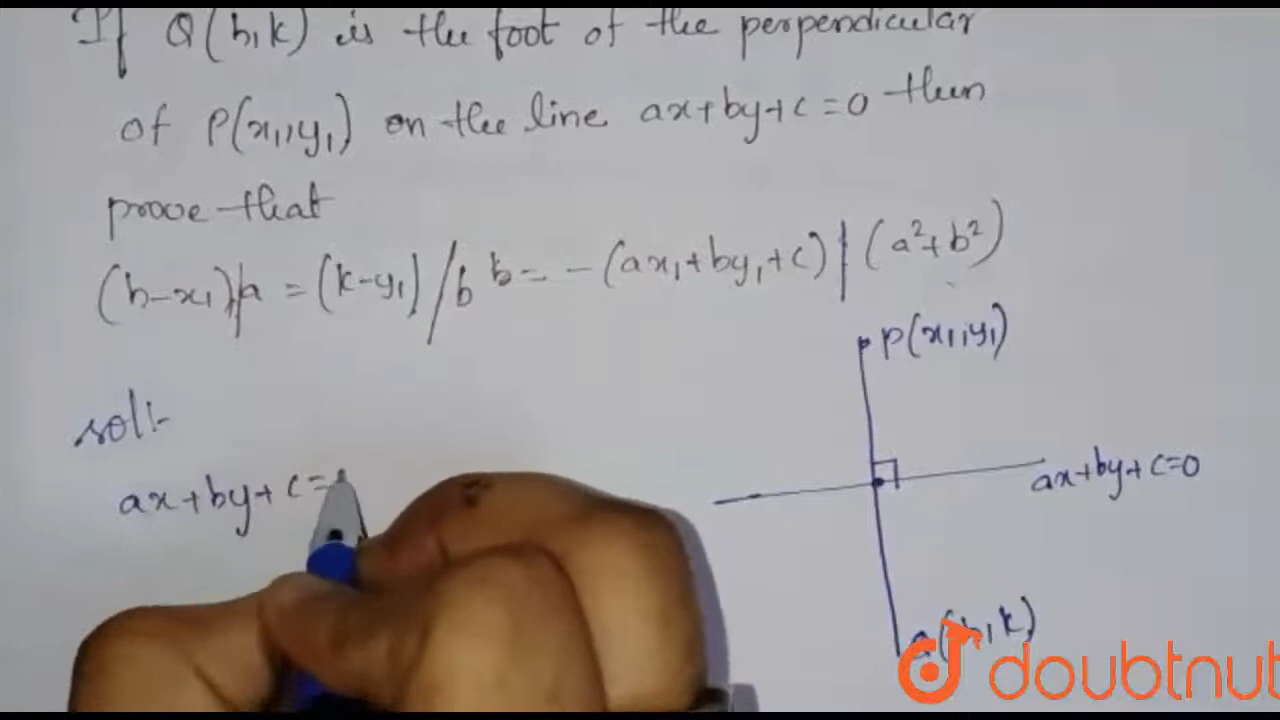 If Q(h,k) is the foot of the perpendicular
of P(x₁,y₁) on the line ax+by+c=0 then
prove that
(h-x₁)/a = (k-y₁)/b b= -(ax₁+by₁+c)|(a²+b²)
sol:-
P(x₁,y₁)
ax+by+c=
ax+by+c=0
Q(h,k)
doubtnut